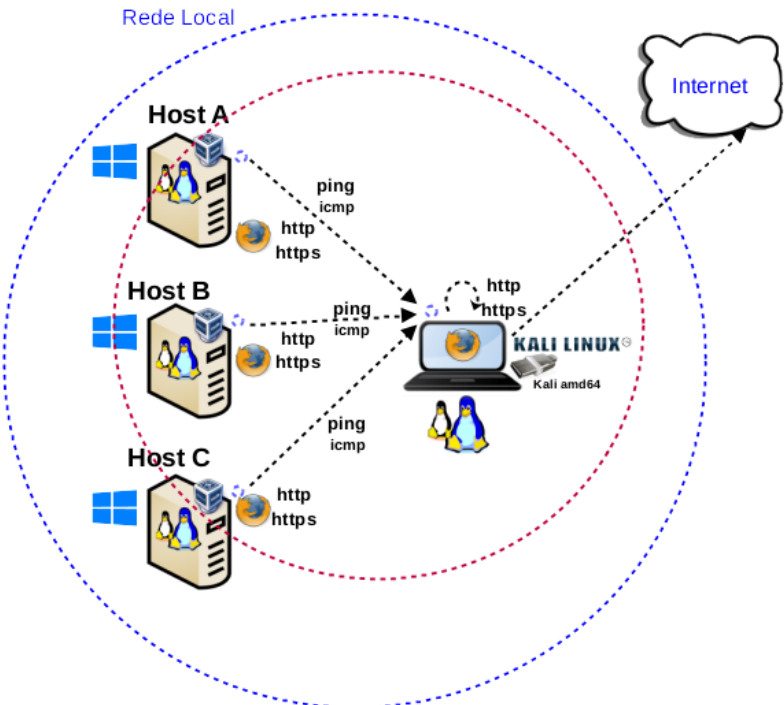 Rede Local
Internet
Host A
ping
icmp
http
https
Host B
ping
icmp
http
https
http
https
KALI LINUX
Kali amd64
ping
icmp
Host C
http
https